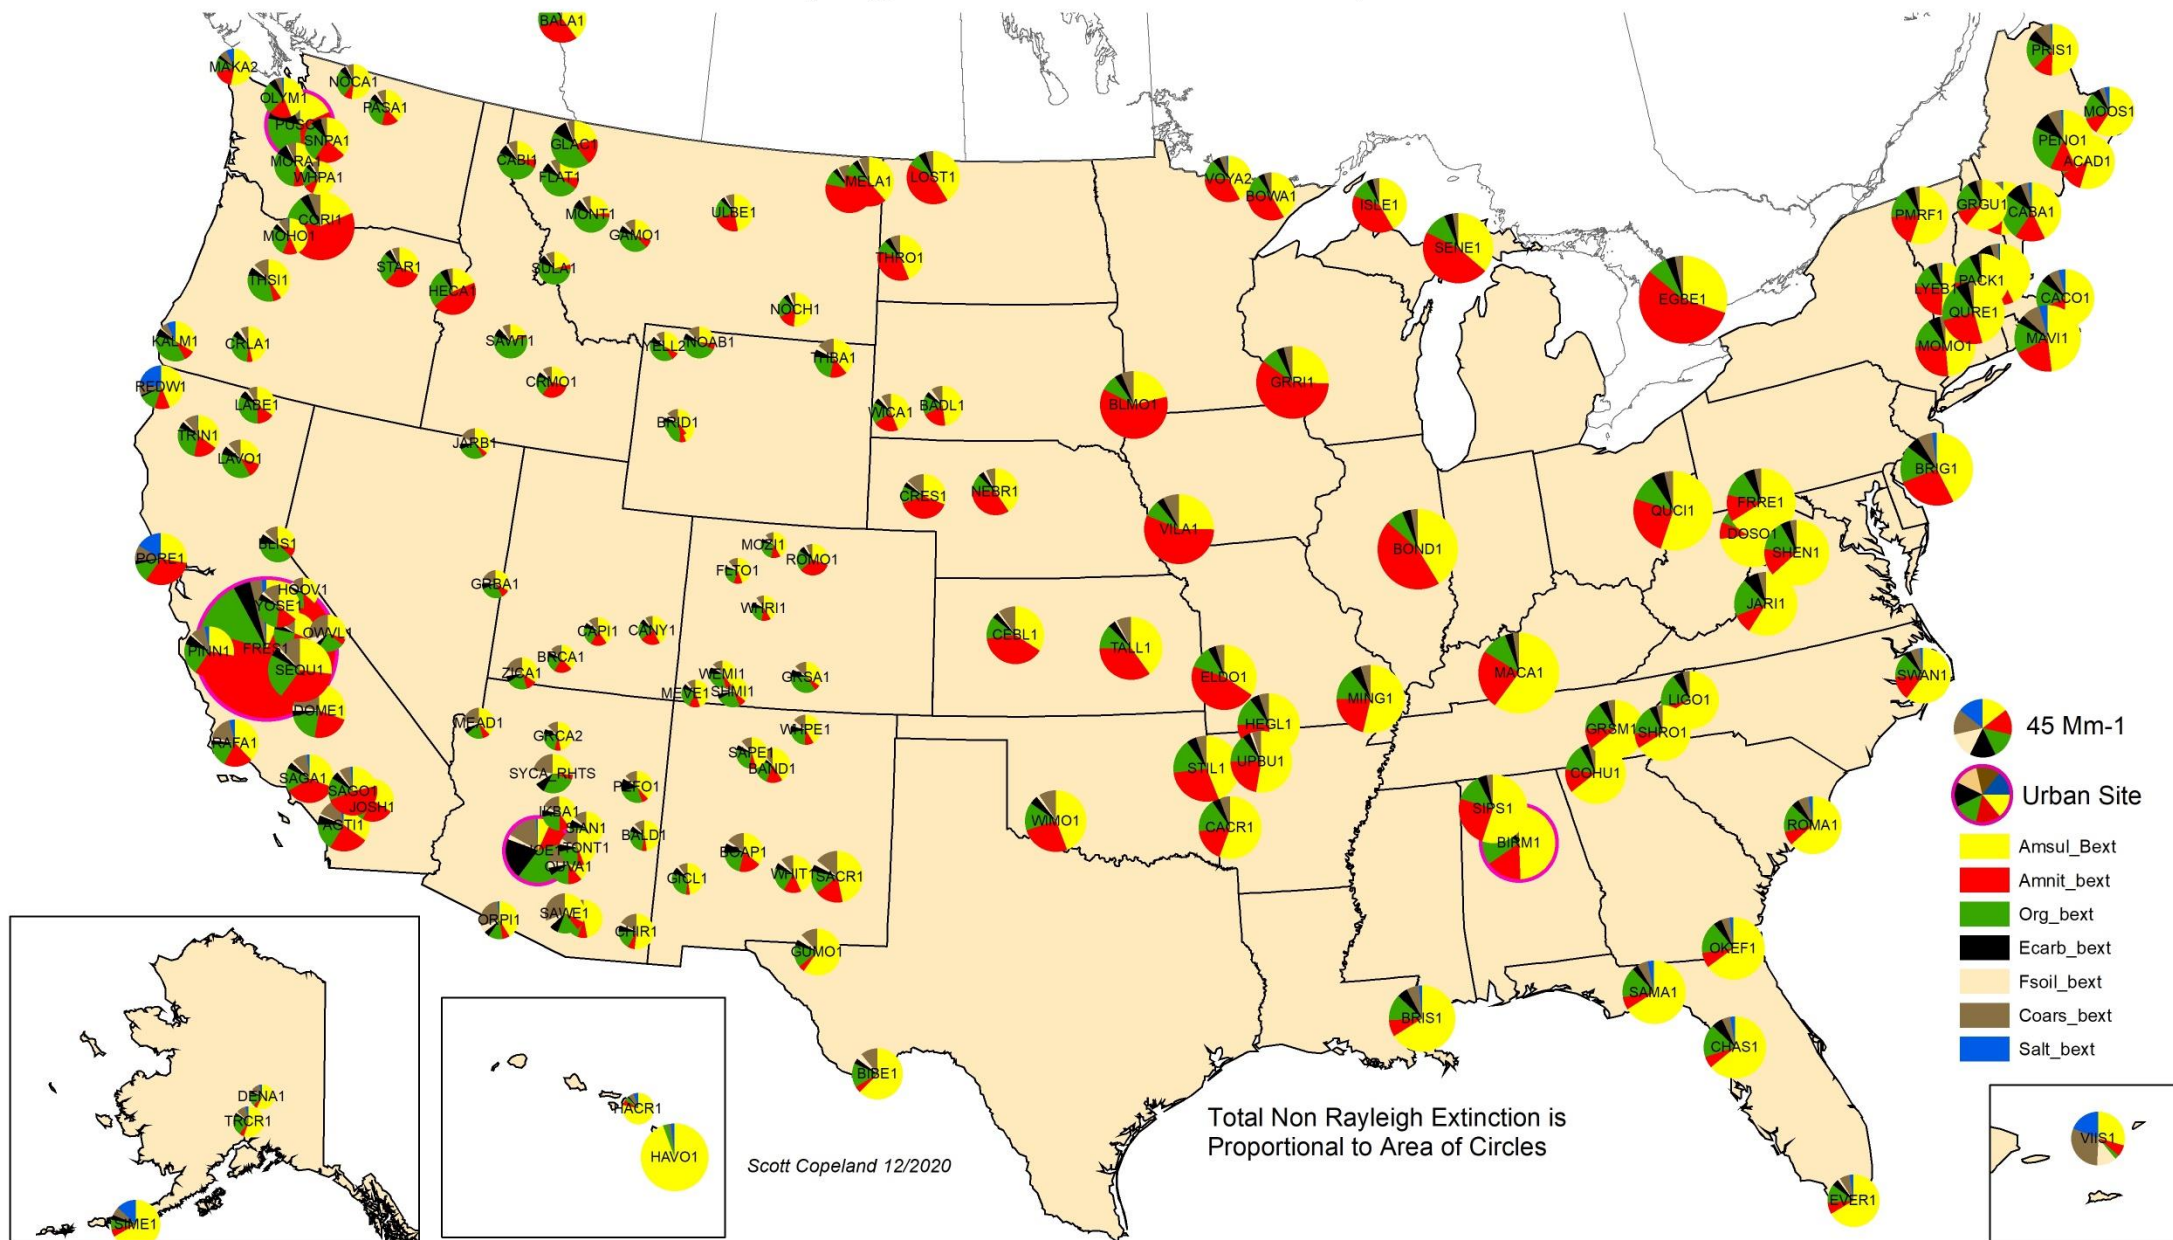 BALA1
PRIS1
MAKA2
NOCA1
OLYM1
PASA1
MOOS1
SNPA1
PENO1
GLAC1
CABI1
MORA1
ACAD1
WHPA1
FLAT1
MELA1
LOST1
VOYA2
BOWA1
ISLE1
GRGU1
CABA1
PMRF1
MONT1
ULBE1
CORI1
MOHO1
GAMO1
SENE1
THRO1
STAR1
SULA1
THSI1
HECA1
PACK1
LYEB1
EGBE1
CACO1
NOCH1
QURE1
KALM1
CRLA1
SAWT1
YELL2
NOAB1
MAVI1
MOMO1
THBA1
REDW1
CRMO1
GRRI1
LABE1
WICA1
BADL1
BLMO1
BRID1
TRIN1
JARB1
LAVO1
BRIG1
CRES1
NEBR1
FRRE1
QUCI1
VILA1
DOSO1
BLIS1
MOZI1
PORE1
ROMO1
BOND1
SHEN1
FLTO1
GRBA1
HOOV1
YOSE1
WHRI1
JARI1
OWVL1
CAPI1
CANY1
CEBL1
FRES1
PINN1
TALL1
BRCA1
SEQU1
ZICA1
WEMI1
GRSA1
MACA1
ELDO1
SWAN1
MEVE1
SHMI1
MING1
LIGO1
DOME1
MEAD1
WHPE1
HEGL1
45 Mm-1
GRSM1
SHRO1
GRCA2
RAFA1
SAPE1
BAND1
UPBU1
STIL1
SYCA_RHTS
COHU1
SAGA1
SAGO1
Urban Site
JOSH1
IKBA1
SIPS1
WIMO1
ROMA1
AGTI1
SIAN1
BALD1
CACR1
BIRM1
Amsul_Bext
TONT1
BOAP1
WHIT1
SACR1
GICL1
Amnit_bext
SAWE1
Org_bext
ORPI1
CHIR1
Ecarb_bext
GUMO1
OKEF1
Fsoil_bext
SAMA1
Coars_bext
BRIS1
CHAS1
Salt_bext
BIBE1
DENA1
HACR1
TRCR1
Total Non Rayleigh Extinction is
Proportional to Area of Circles
VIIS1
HAVO1
Scott Copeland 12/2020
EVER1
SIME1